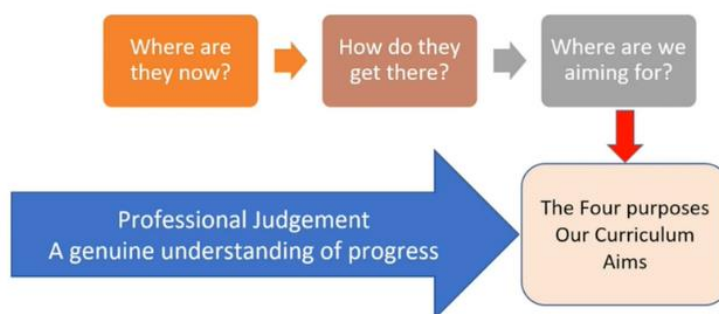 Where are
they now?
How do they
get there?
Where are we
aiming for?
Professional Judgement
A genuine understanding of progress
The Four purposes
Our Curriculum
Aims